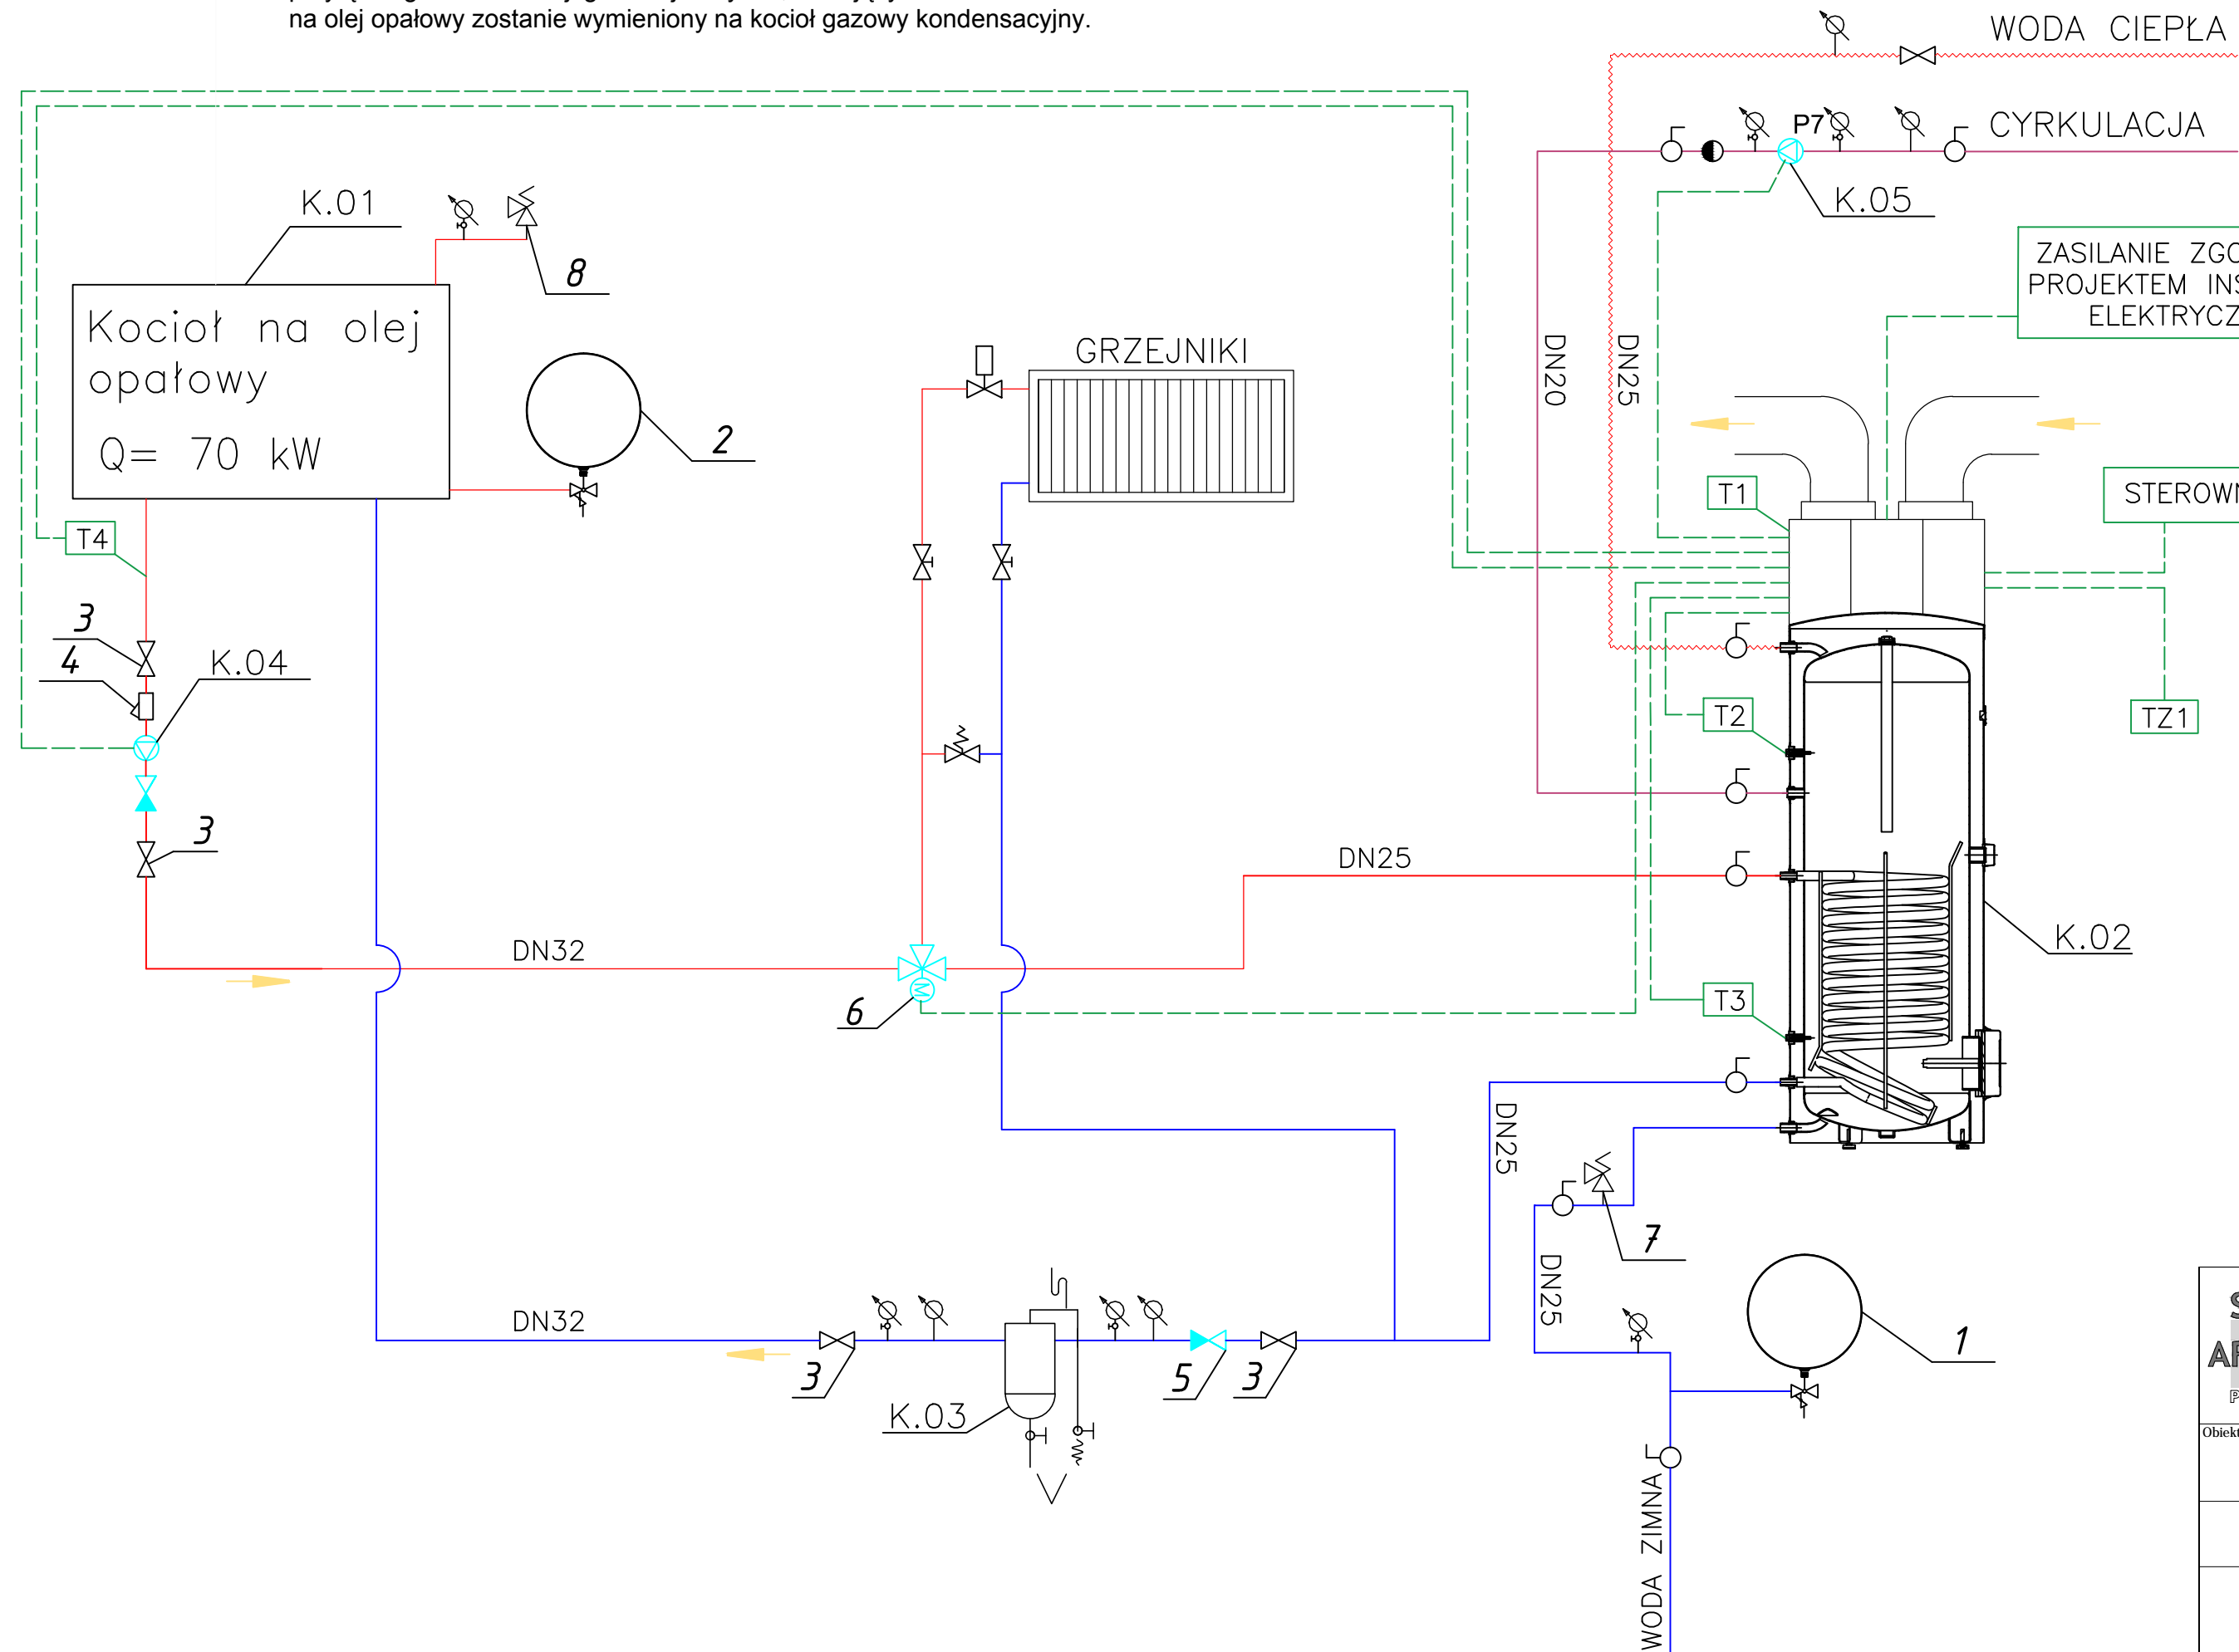 na olej opałowy zostanie wymieniony na kocioł gazowy kondensacyjny.
WODA CIEPŁA
P7
CYRKULACJA
K.05
K.01
8
ZASILANIE
PROJEKTEM
Kocioł na olej
opałowy
Q= 70 kW
2
GRZEJNIKI
DN20
DN25
T1
T4
3
4
K.04
T2
TZ1
3
DN25
K.02
DN32
6
T3
DN25
7
DN25
1
DN32
3
5
3
K.03
WODA ZIMNA